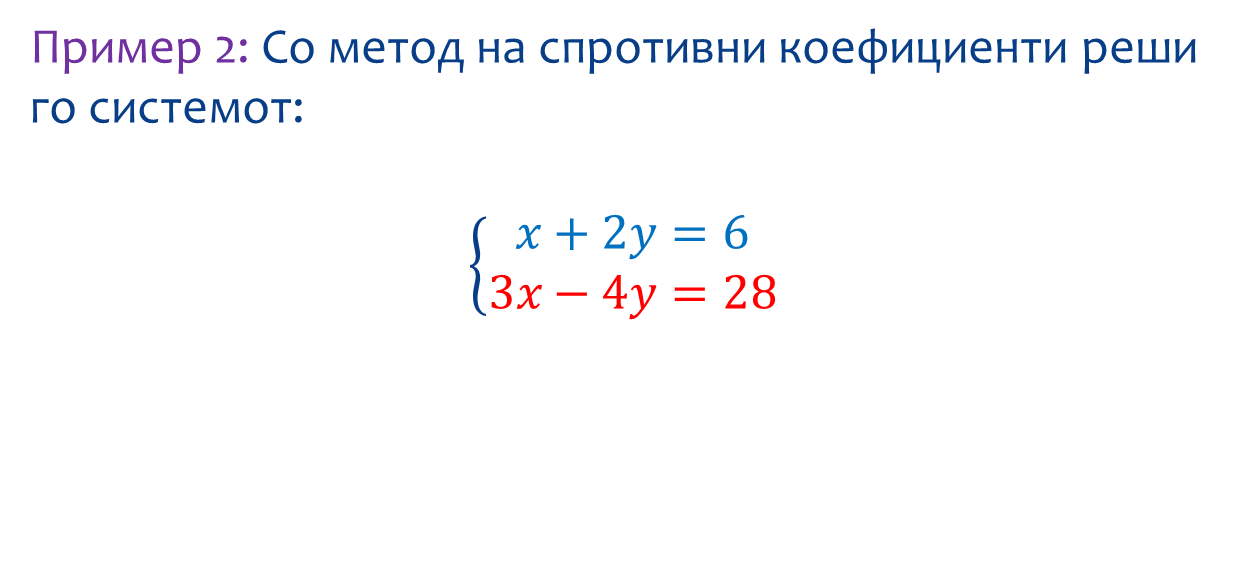 Пример 2: Со метод на спротивни коефициенти реши
го системот:
x + 2y = 6
3x − 4y = 28